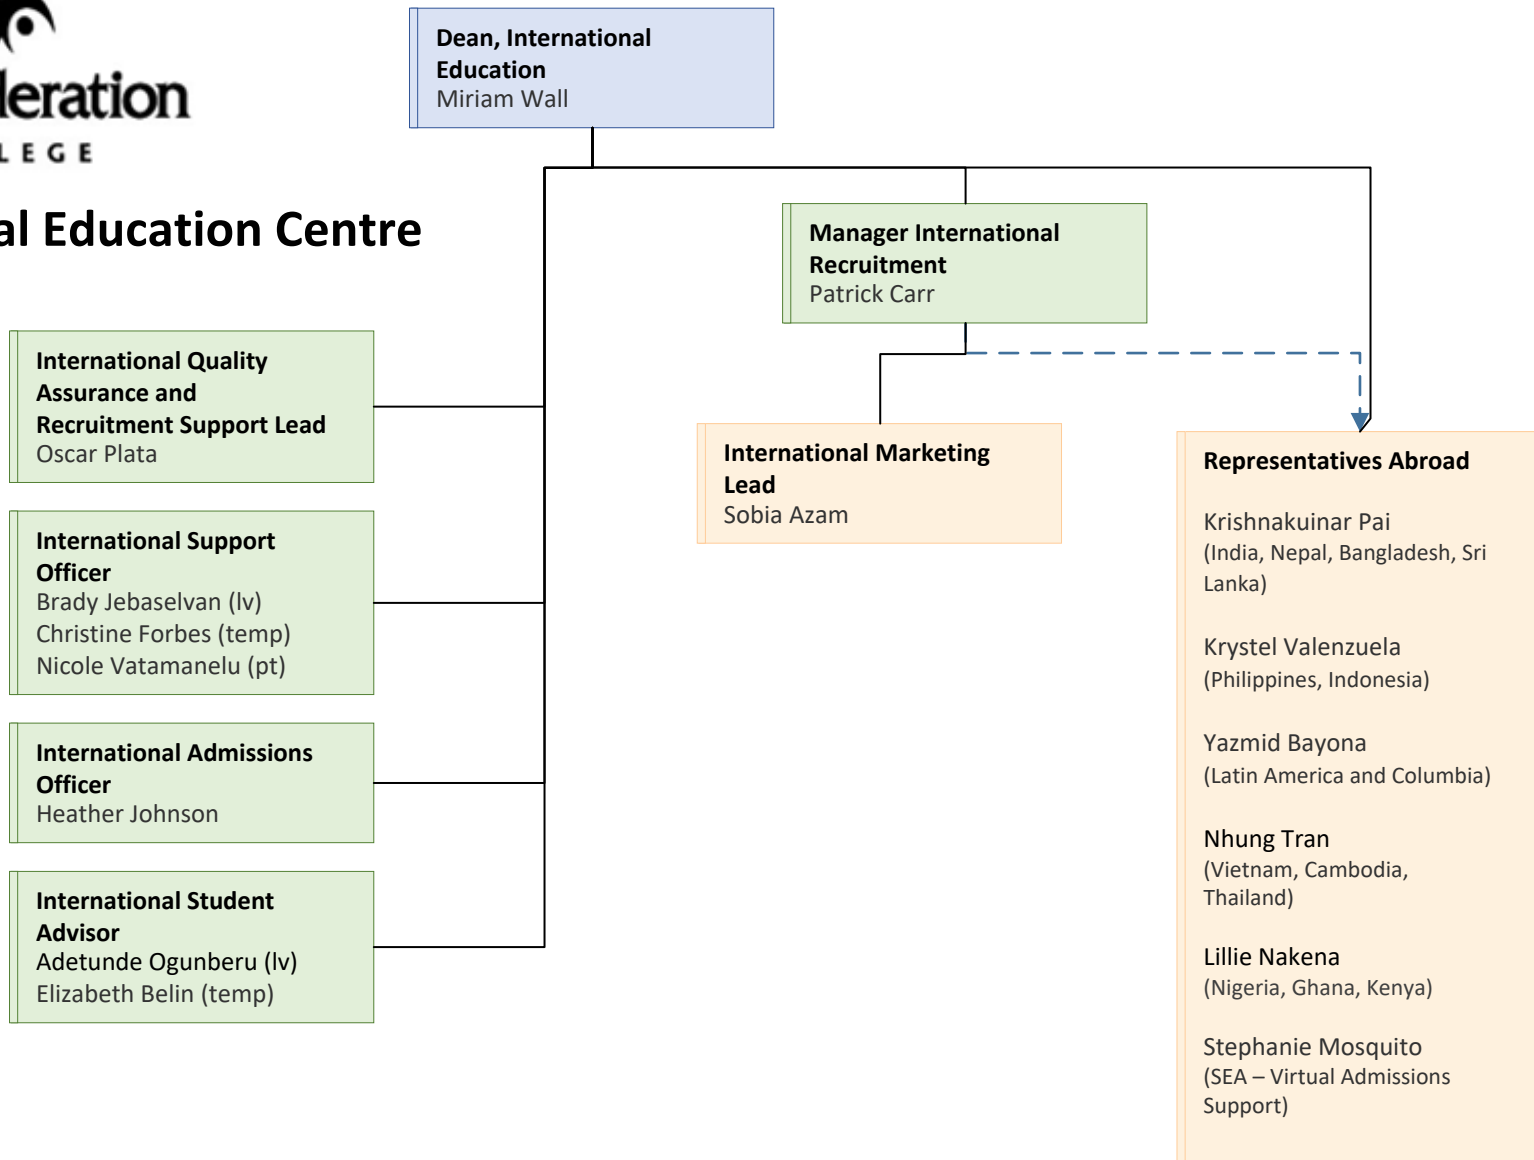 Dean, International
Education
Miriam Wall
leration
LEGE
al Education Centre
Manager International
Recruitment
Patrick Carr
International Quality
Assurance and
Recruitment Support Lead
Oscar Plata
International Support
Officer
Brady Jebaselvan (lv)
Christine Forbes (temp)
Nicole Vatamanelu (pt)
International Admissions
Officer
Heather Johnson
International Student
Advisor
Adetunde Ogunberu (lv)
Elizabeth Belin (temp)
International Marketing
Lead
Sobia Azam
Representatives Abroad
Krishnakuinar Pai
(India, Nepal, Bangladesh, Sri
Lanka)
Krystel Valenzuela
(Philippines, Indonesia)
Yazmid Bayona
(Latin America and Columbia)
Nhung Tran
(Vietnam, Cambodia,
Thailand)
Lillie Nakena
(Nigeria, Ghana, Kenya)
Stephanie Mosquito
(SEA – Virtual Admissions
Support)